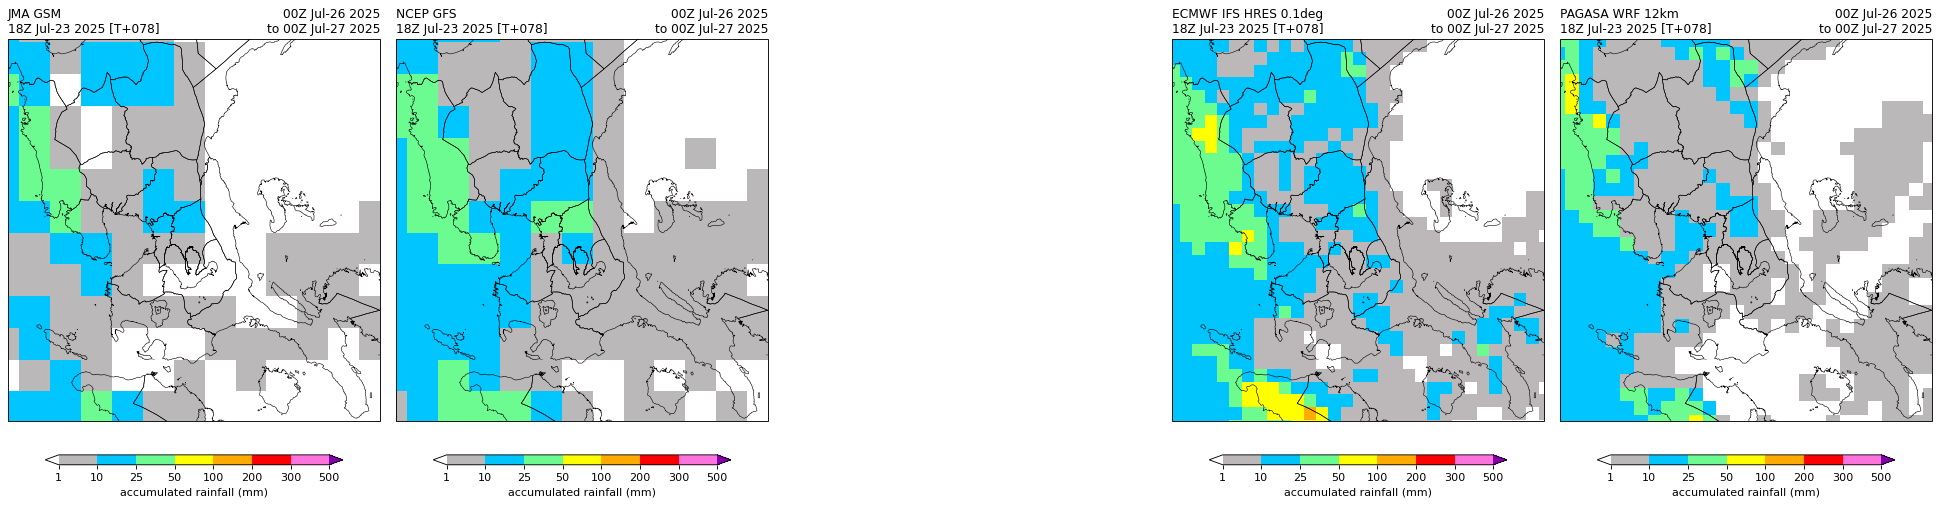 JMA GSM
00Z Jul-26 2025
18Z Jul-23 2025 [T+078]
to 00Z Jul-27 2025
NCEP GFS
00Z Jul-26 2025
18Z Jul-23 2025 [T+078]
to 00Z Jul-27 2025
ECMWF IFS HRES 0.1deg
00Z Jul-26 2025
18Z Jul-23 2025 [T+078]
to 00Z Jul-27 2025
PAGASA WRF 12km
00Z Jul-26 2025
18Z Jul-23 2025 [T+078]
to 00Z Jul-27 2025
1 10 25 50 100 200 300 500
accumulated rainfall (mm)
1 10 25 50 100 200 300 500
accumulated rainfall (mm)
1 10 25 50 100 200 300 500
accumulated rainfall (mm)
1 10 25 50 100 200 300 500
accumulated rainfall (mm)